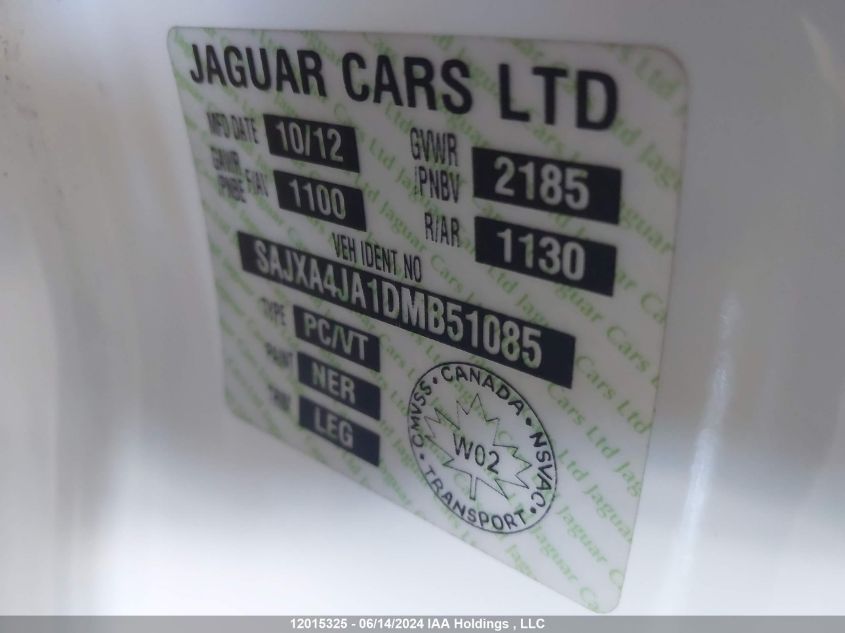 JAGUAR CARS LTD
MFD DATE 10/12 GVWR /PNBV 2185
GAWR /PNBE F/AV 1100 R/AR 1130
VEH IDENT NO
SAJXA4JA1DMB51085
TYPE PC/VT
PAINT NER
TRIM LEG
CMVSS • CANADA • NSVAC • TRANSPORT •
W02
12015325 - 06/14/2024 IAA Holdings , LLC